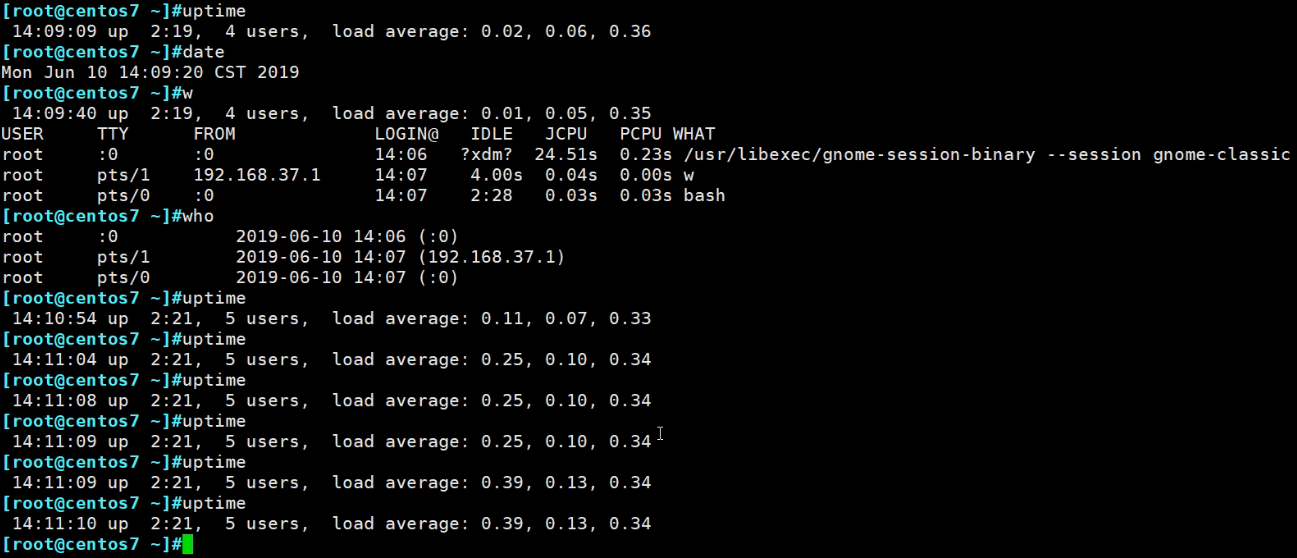 [root@centos7 ~]#uptime
 14:09:09 up  2:19,  4 users,  load average: 0.02, 0.06, 0.36
[root@centos7 ~]#date
Mon Jun 10 14:09:20 CST 2019
[root@centos7 ~]#w
 14:09:40 up  2:19,  4 users,  load average: 0.01, 0.05, 0.35
USER     TTY      FROM             LOGIN@   IDLE   JCPU   PCPU WHAT
root     :0       :0               14:06   ?xdm?  24.51s  0.23s /usr/libexec/gnome-session-binary --session gnome-classic
root     pts/1    192.168.37.1     14:07    4.00s  0.04s  0.00s w
root     pts/0    :0               14:07    2:28   0.03s  0.03s bash
[root@centos7 ~]#who
root     :0           2019-06-10 14:06 (:0)
root     pts/1        2019-06-10 14:07 (192.168.37.1)
root     pts/0        2019-06-10 14:07 (:0)
[root@centos7 ~]#uptime
 14:10:54 up  2:21,  5 users,  load average: 0.11, 0.07, 0.33
[root@centos7 ~]#uptime
 14:11:04 up  2:21,  5 users,  load average: 0.25, 0.10, 0.34
[root@centos7 ~]#uptime
 14:11:08 up  2:21,  5 users,  load average: 0.25, 0.10, 0.34
[root@centos7 ~]#uptime
 14:11:09 up  2:21,  5 users,  load average: 0.25, 0.10, 0.34
[root@centos7 ~]#uptime
 14:11:09 up  2:21,  5 users,  load average: 0.39, 0.13, 0.34
[root@centos7 ~]#uptime
 14:11:10 up  2:21,  5 users,  load average: 0.39, 0.13, 0.34
[root@centos7 ~]#